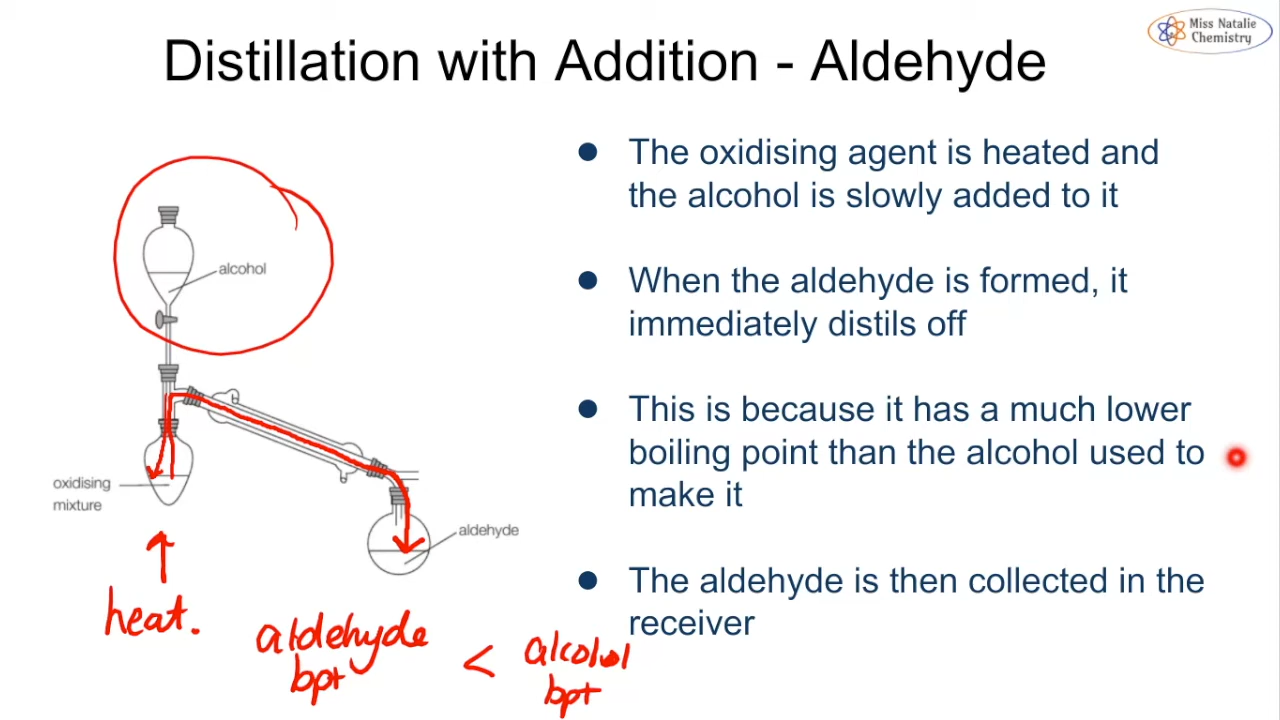 Miss Natalie
Chemistry
Distillation with Addition - Aldehyde
● The oxidising agent is heated and
the alcohol is slowly added to it
● When the aldehyde is formed, it
immediately distils off
● This is because it has a much lower
boiling point than the alcohol used to
make it
● The aldehyde is then collected in the
receiver
alcohol
oxidising
mixture
aldehyde
heat.
aldehyde
bpt
<
alcohol
bpt